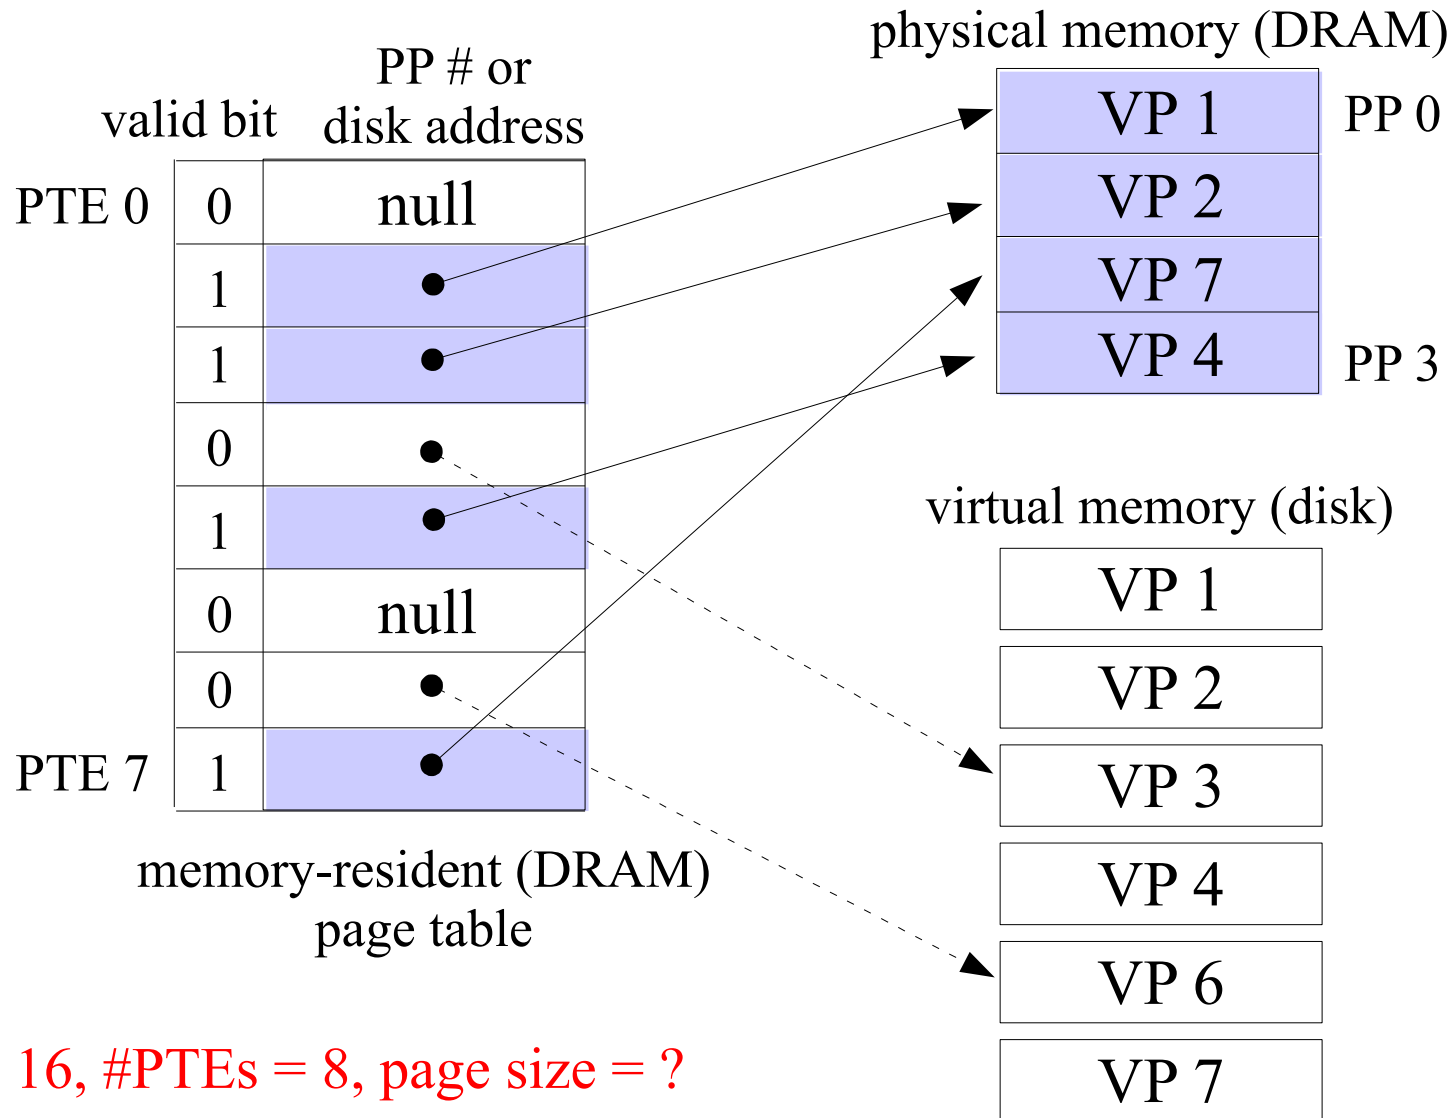 physical memory (DRAM)
PP # or
disk address
valid bit
PTE 0
0
null
1
1
0
1
0
null
0
PTE 7
1
memory-resident (DRAM)
page table
VP 1
PP 0
VP 2
VP 7
VP 4
PP 3
virtual memory (disk)
VP 1
VP 2
VP 3
VP 4
VP 6
VP 7
16, #PTEs = 8, page size = ?